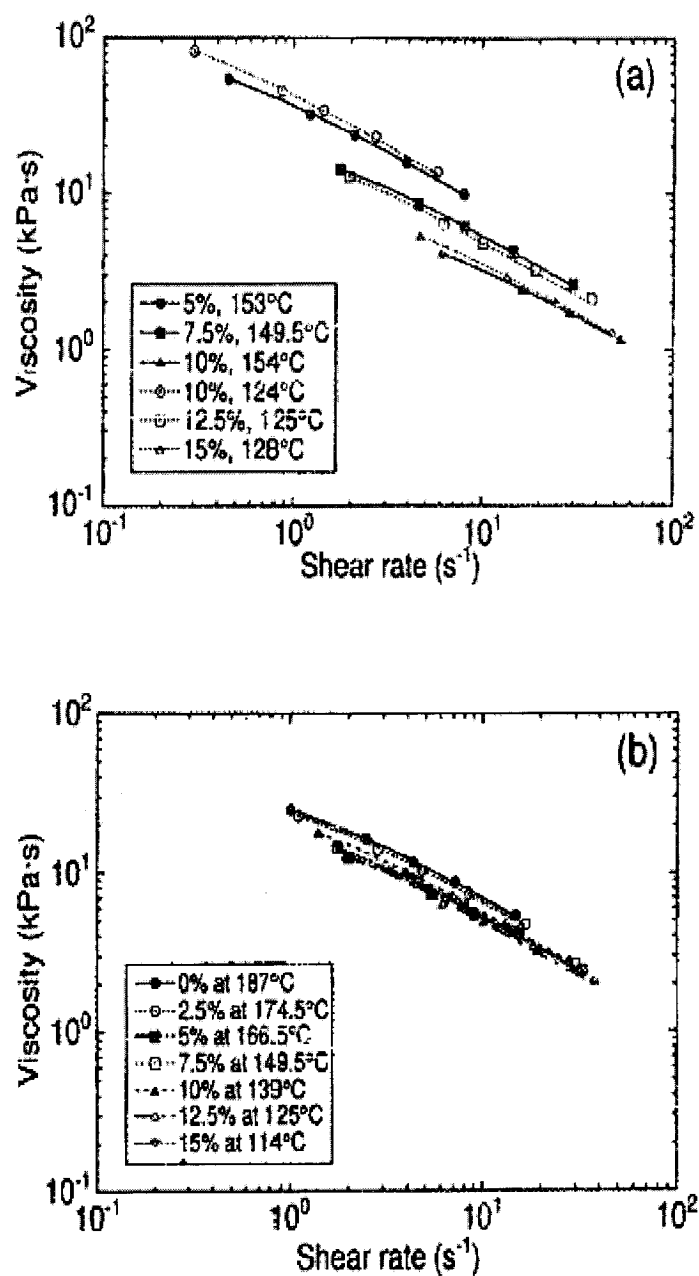 (a)
10²
10¹
10⁰
10⁻¹
Viscosity (kPa·s)
5%, 153°C
7.5%, 149.5°C
10%, 154°C
10%, 124°C
12.5%, 125°C
15%, 128°C
10⁻¹ 10⁰ 10¹ 10²
Shear rate (s⁻¹)
(b)
10²
10¹
10⁰
10⁻¹
Viscosity (kPa·s)
0% at 187°C
2.5% at 174.5°C
5% at 166.5°C
7.5% at 149.5°C
10% at 139°C
12.5% at 125°C
15% at 114°C
10⁻¹ 10⁰ 10¹ 10²
Shear rate (s⁻¹)